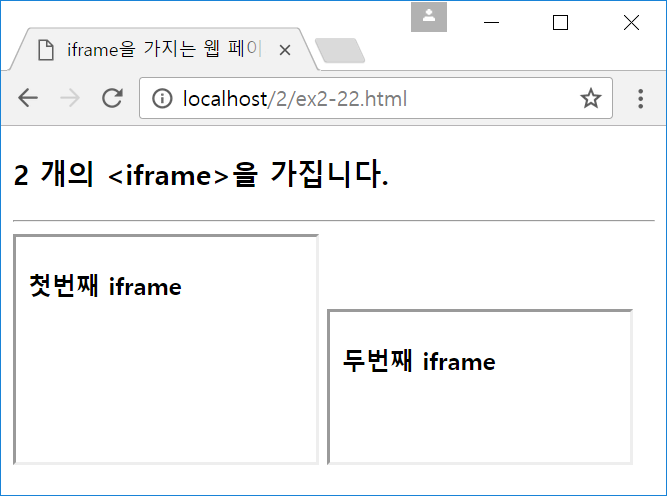 iframe을 가지는 웹 페이
localhost/2/ex2-22.html
2 개의 <iframe>을 가집니다.
첫번째 iframe
두번째 iframe